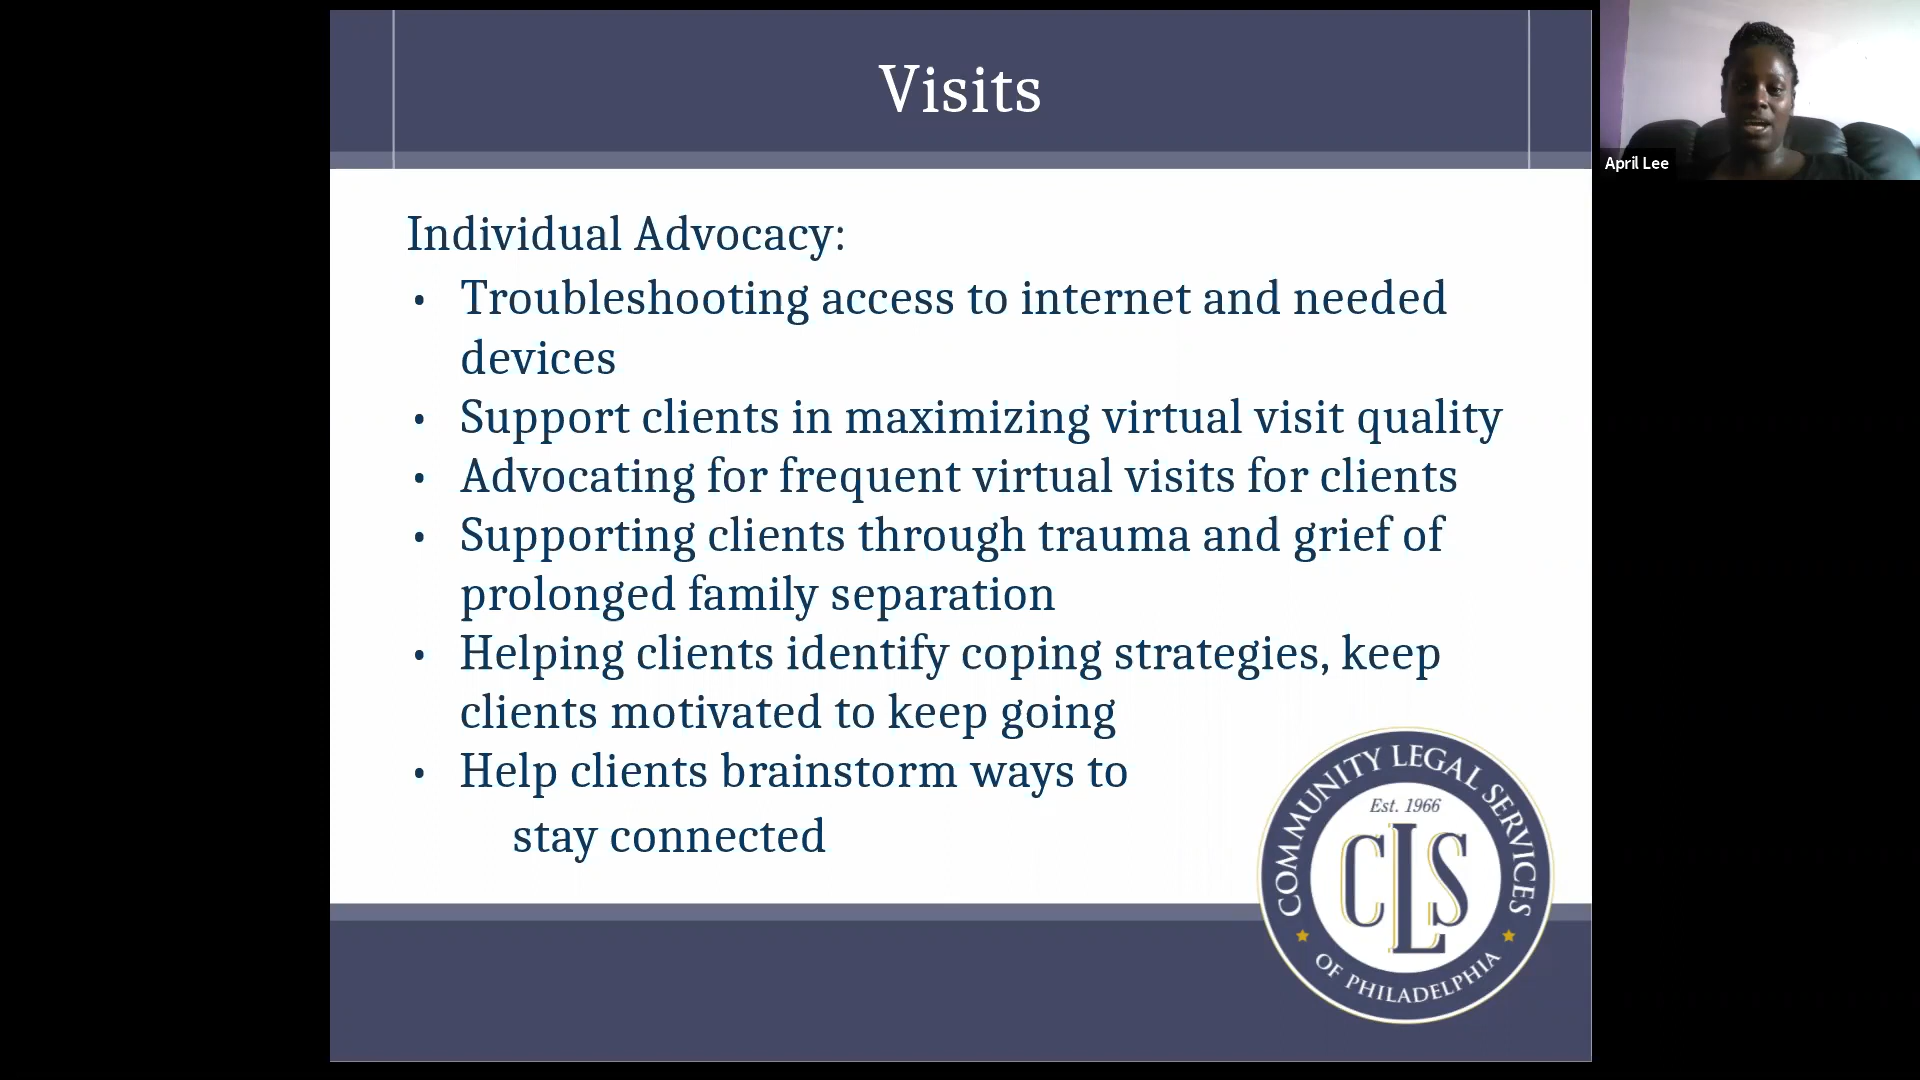 Visits
April Lee
Individual Advocacy:
• Troubleshooting access to internet and needed
devices
• Support clients in maximizing virtual visit quality
• Advocating for frequent virtual visits for clients
• Supporting clients through trauma and grief of
prolonged family separation
• Helping clients identify coping strategies, keep
clients motivated to keep going
• Help clients brainstorm ways to
stay connected
COMMUNITY LEGAL SERVICES
Est. 1966
CLS
OF PHILADELPHIA